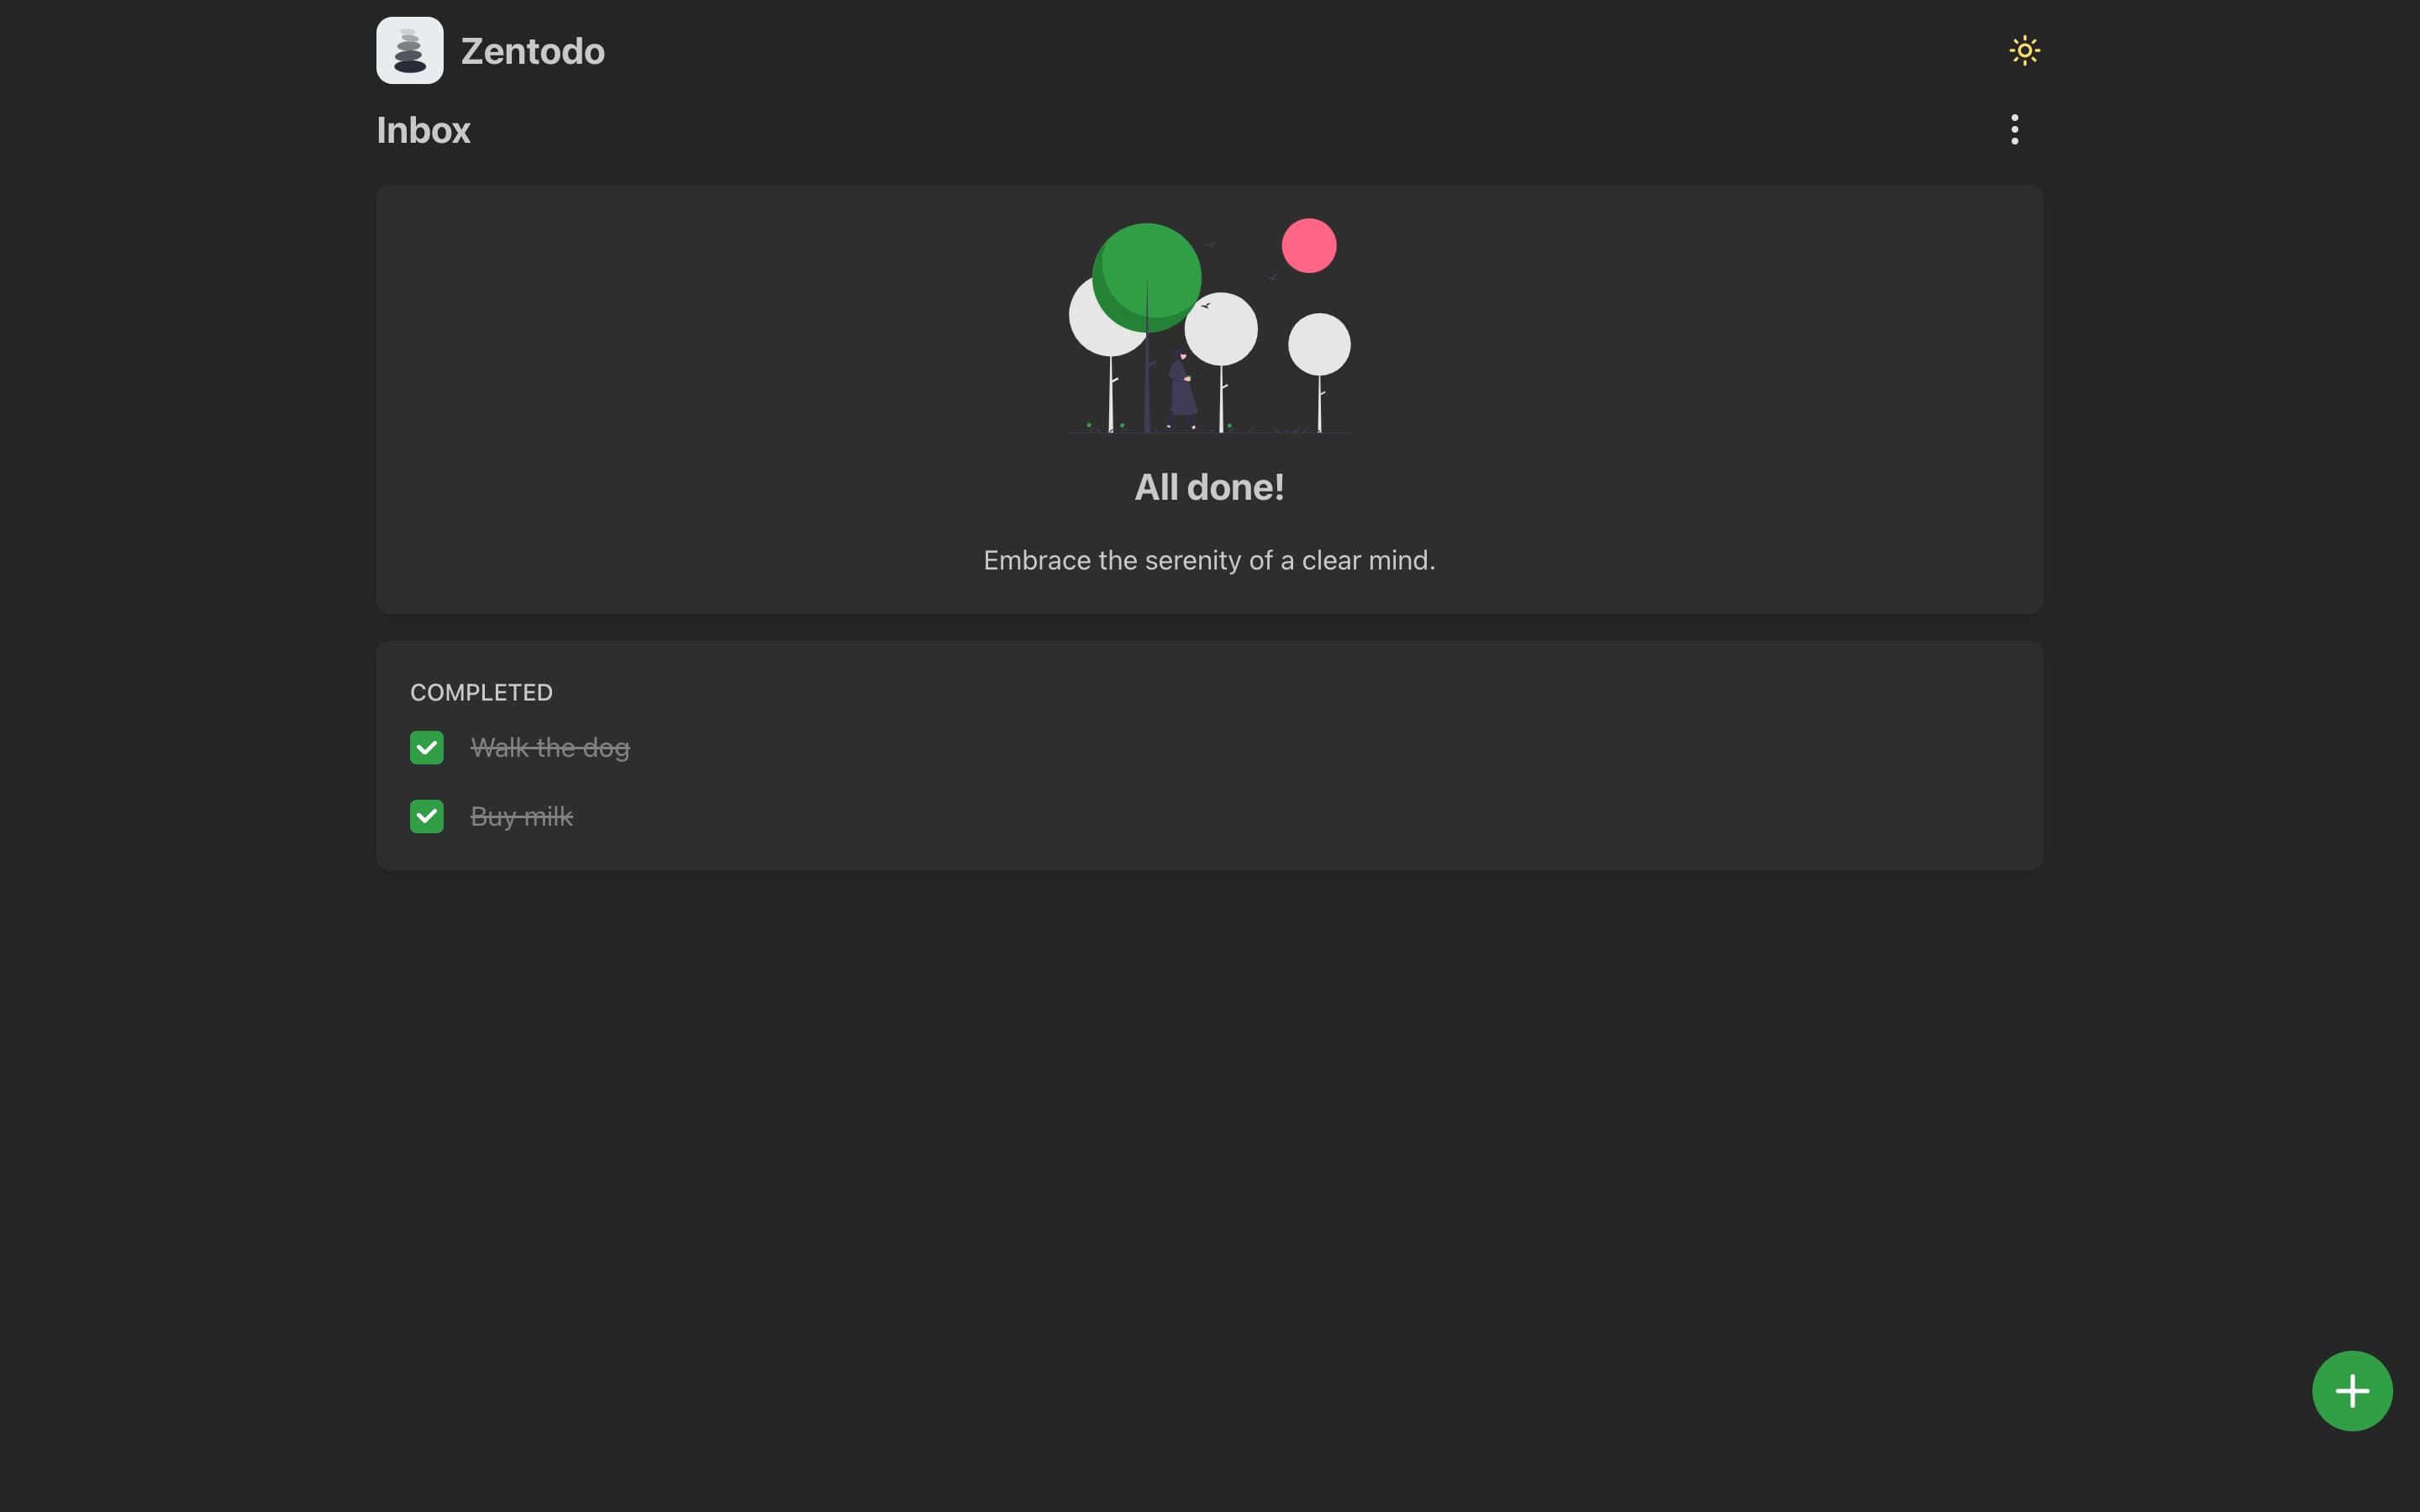 Zentodo
Inbox
All done!
Embrace the serenity of a clear mind.
COMPLETED
Walk the dog
Buy milk